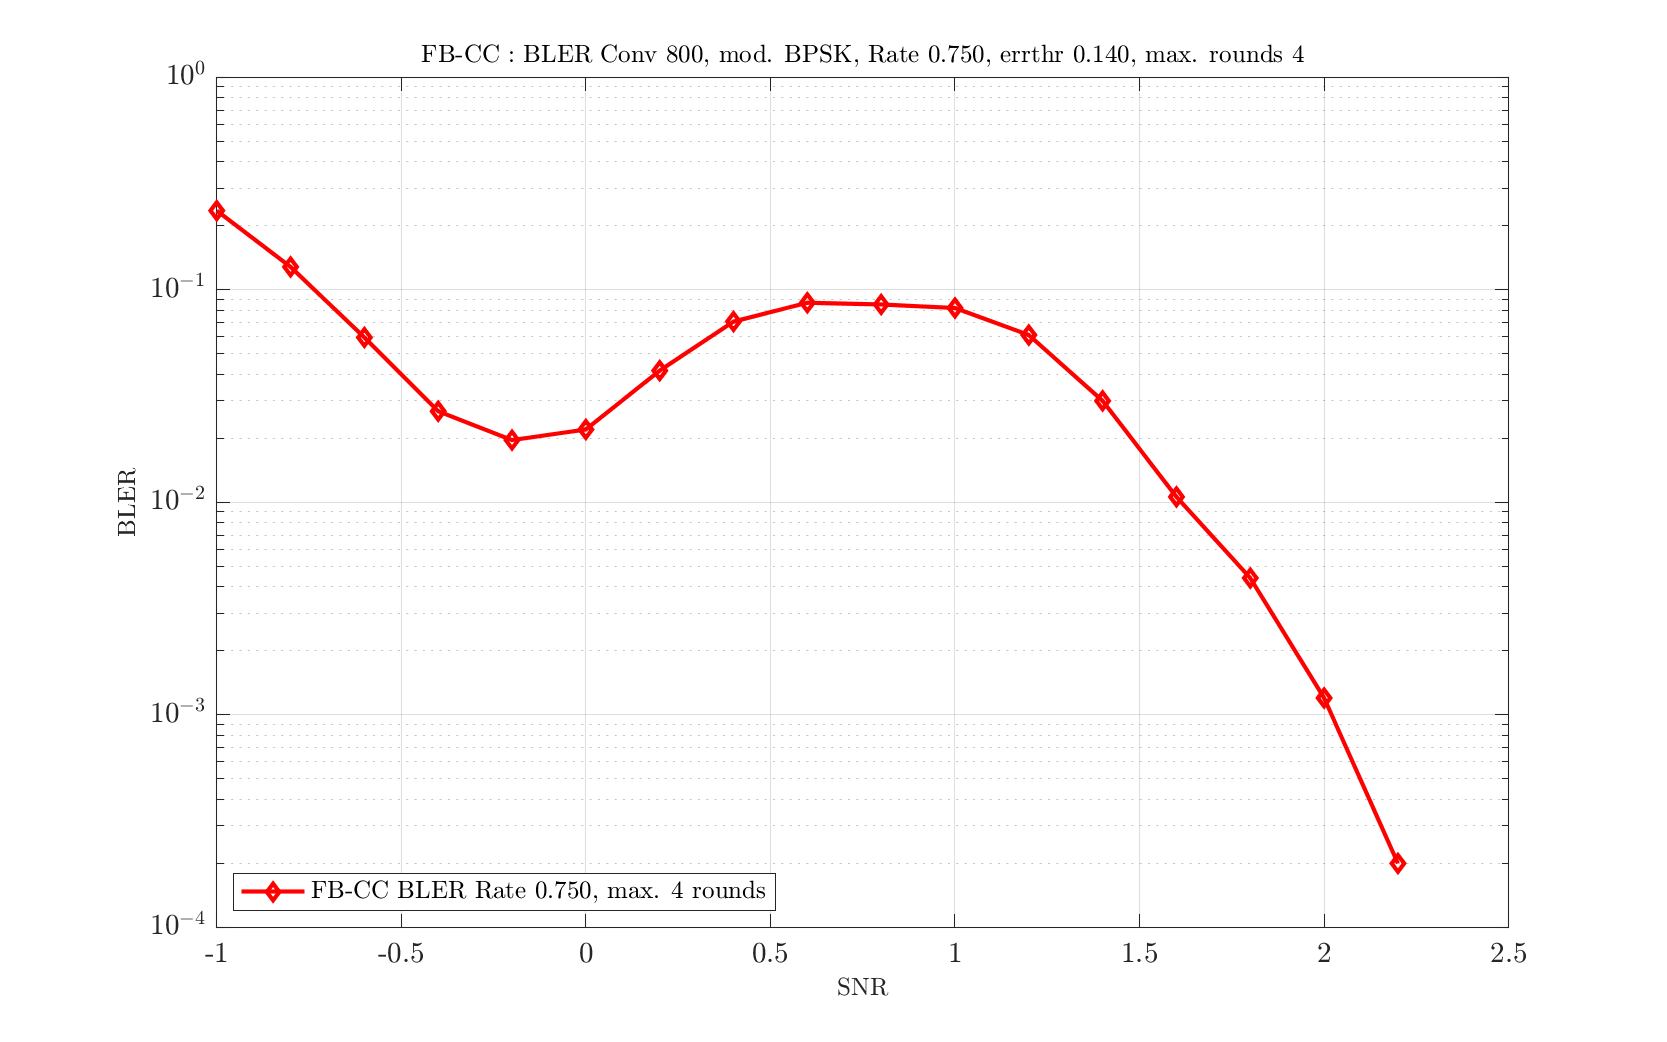 FB-CC : BLER Conv 800, mod. BPSK, Rate 0.750, errthr 0.140, max. rounds 4
10⁰
10⁻¹
10⁻²
10⁻³
10⁻⁴
BLER
FB-CC BLER Rate 0.750, max. 4 rounds
-1 -0.5 0 0.5 1 1.5 2 2.5
SNR